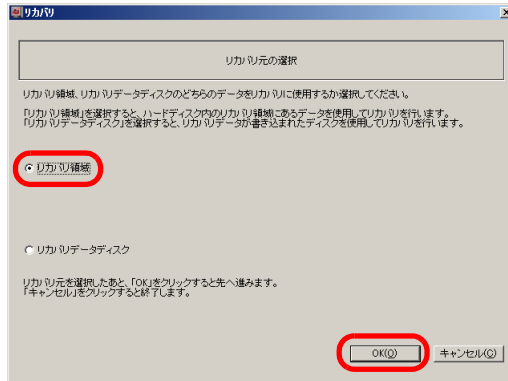 リカバリ
リカバリ元の選択
リカバリ領域、リカバリデータディスクのどちらのデータをリカバリに使用するか選択してください。
「リカバリ領域」を選択すると、ハードディスク内のリカバリ領域にあるデータを使用してリカバリを行います。
「リカバリデータディスク」を選択すると、リカバリデータが書き込まれたディスクを使用してリカバリを行います。
リカバリ領域
リカバリデータディスク
リカバリ元を選択したあと、「OK」をクリックすると先へ進みます。
「キャンセル」をクリックすると終了します。
OK(O) キャンセル(C)